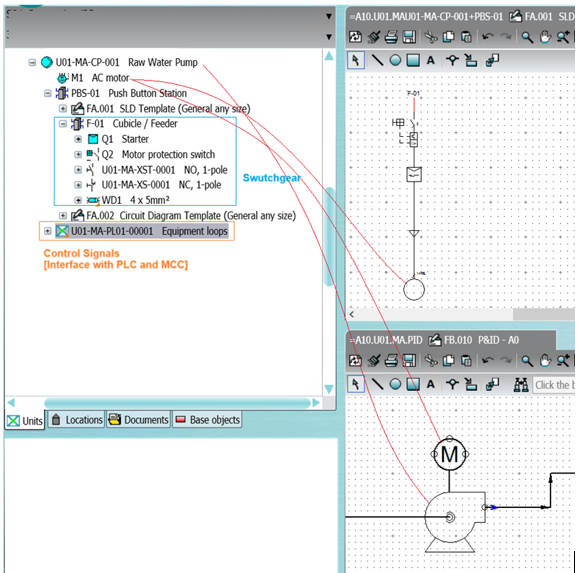 =A10.U01.MAU01-MA-CP-001+PBS-01 FA.001 SLD
U01-MA-CP-001 Raw Water Pump
M1 AC motor
PBS-01 Push Button Station
FA.001 SLD Template (General any size)
F-01 Cubicle / Feeder
Q1 Starter
Q2 Motor protection switch
U01-MA-XST-0001 NO, 1-pole
U01-MA-XS-0001 NC, 1-pole
WD1 4 x 5mm²
Swutchgear
FA.002 Circuit Diagram Template (General any size)
U01-MA-PL01-00001 Equipment loops
Control Signals
[Interface with PLC and MCC]
Units Locations Documents Base objects
A
F-01
=A10.U01.MA.PID FB.010 P&ID - A0
A Click the b
M